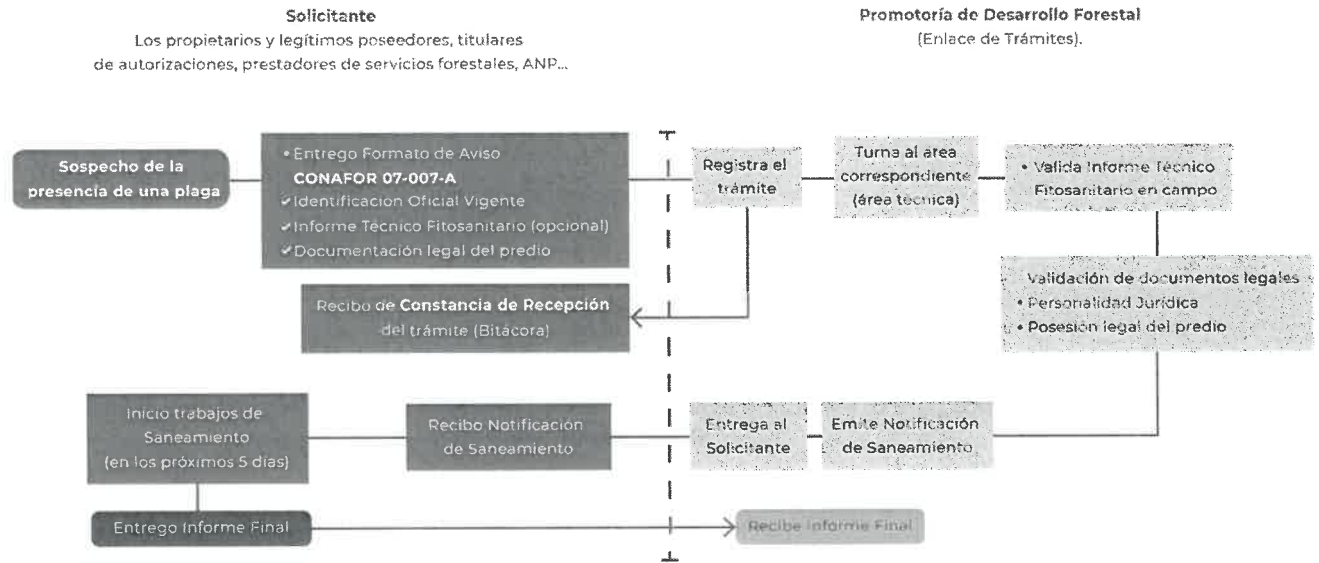 Solicitante
Los propietarios y legítimos poseedores, titulares
de autorizaciones, prestadores de servicios forestales, ANP...
Promotoría de Desarrollo Forestal
(Enlace de Trámites).
Sospecho de la
presencia de una plaga
• Entrego Formato de Aviso
CONAFOR 07-007-A
✓Identificación Oficial Vigente
✓Informe Técnico Fitosanitario (opcional)
✓Documentación legal del predio
Registra el
trámite
Turna al area
correspondiente
(área técnica)
• Valida Informe Técnico
Fitosanitario en campo
Recibo de Constancia de Recepción
del trámite (Bitácora)
Validación de documentos legales
• Personalidad Jurídica
• Posesión legal del predio
Inicio trabajos de
Saneamiento
(en los próximos 5 días)
Recibo Notificación
de Saneamiento
Entrega al
Solicitante
Emite Notificación
de Saneamiento
Entrego Informe Final
Recibe Informe Final